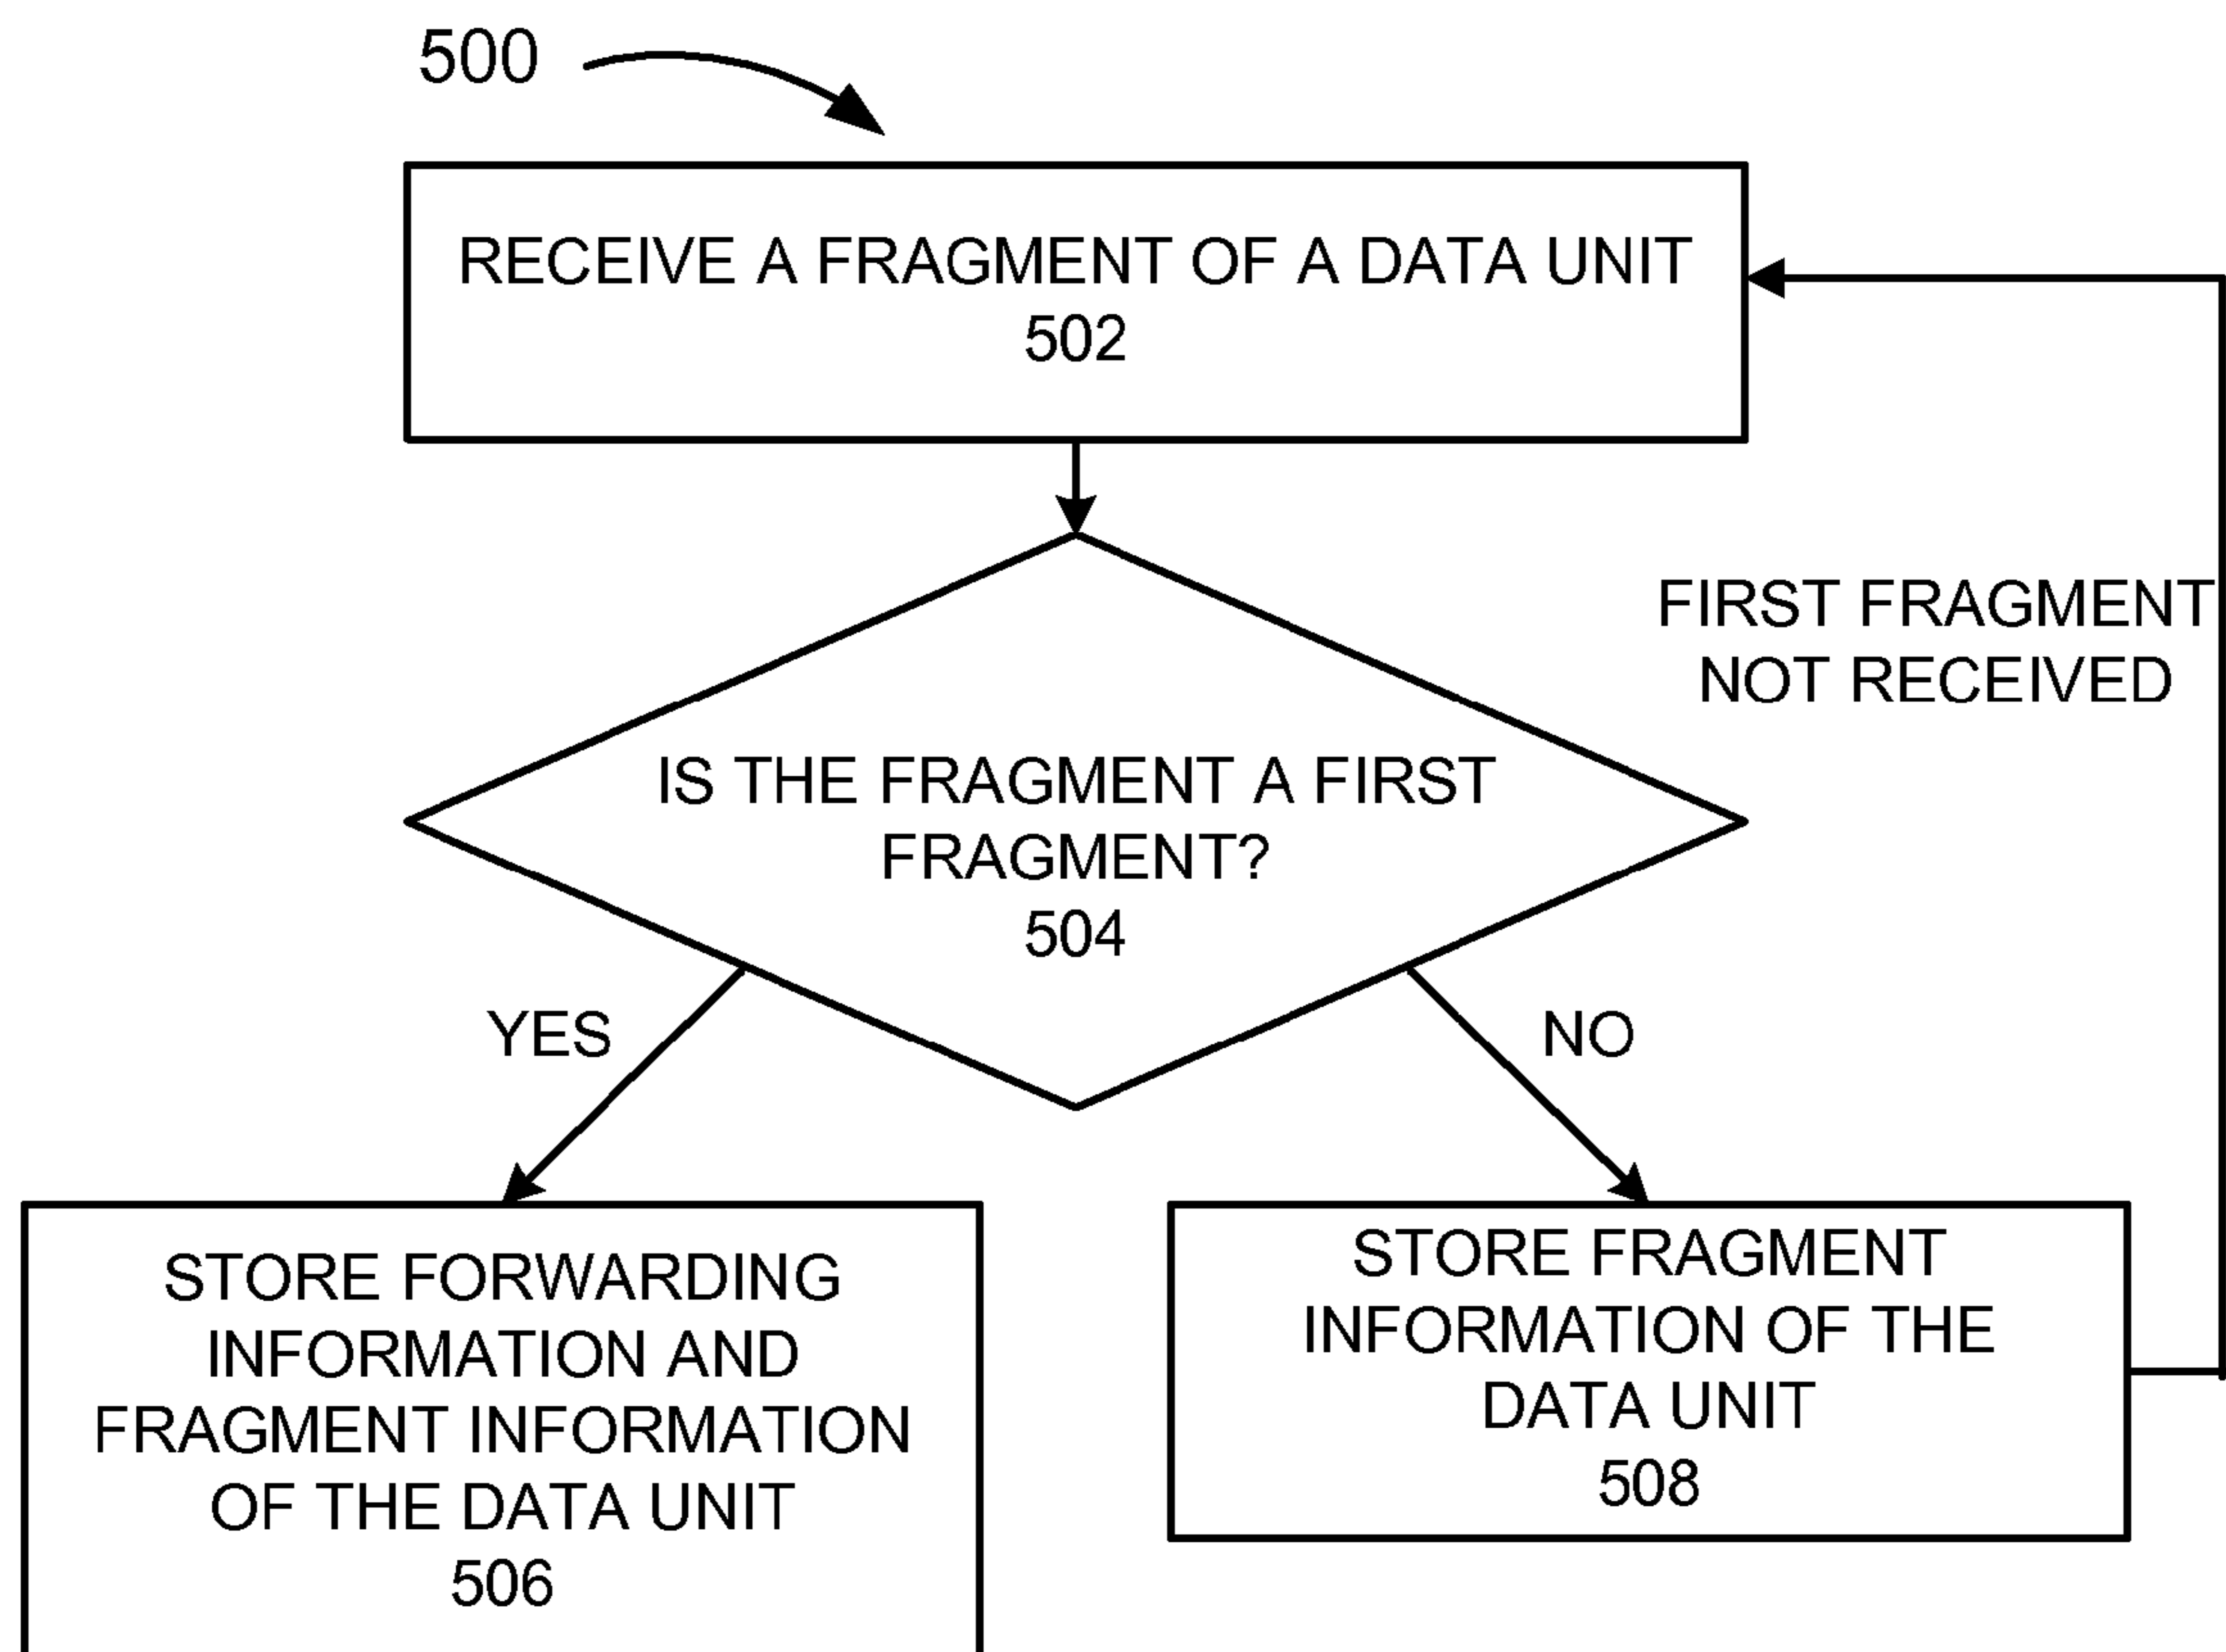 500
RECEIVE A FRAGMENT OF A DATA UNIT
502
FIRST FRAGMENT
NOT RECEIVED
IS THE FRAGMENT A FIRST
FRAGMENT?
504
YES
NO
STORE FORWARDING
INFORMATION AND
FRAGMENT INFORMATION
OF THE DATA UNIT
506
STORE FRAGMENT
INFORMATION OF THE
DATA UNIT
508